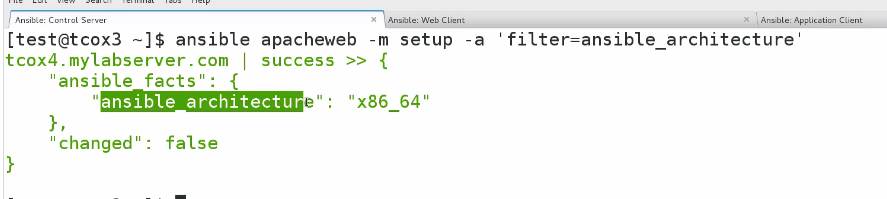 File Edit View Search Terminal Tabs Help
Ansible: Control Server × Ansible: Web Client × Ansible: Application Client
[test@tcox3 ~]$ ansible apacheweb -m setup -a 'filter=ansible_architecture'
tcox4.mylabserver.com | success >> {
    "ansible_facts": {
        "ansible_architecture": "x86_64"
    },
    "changed": false
}